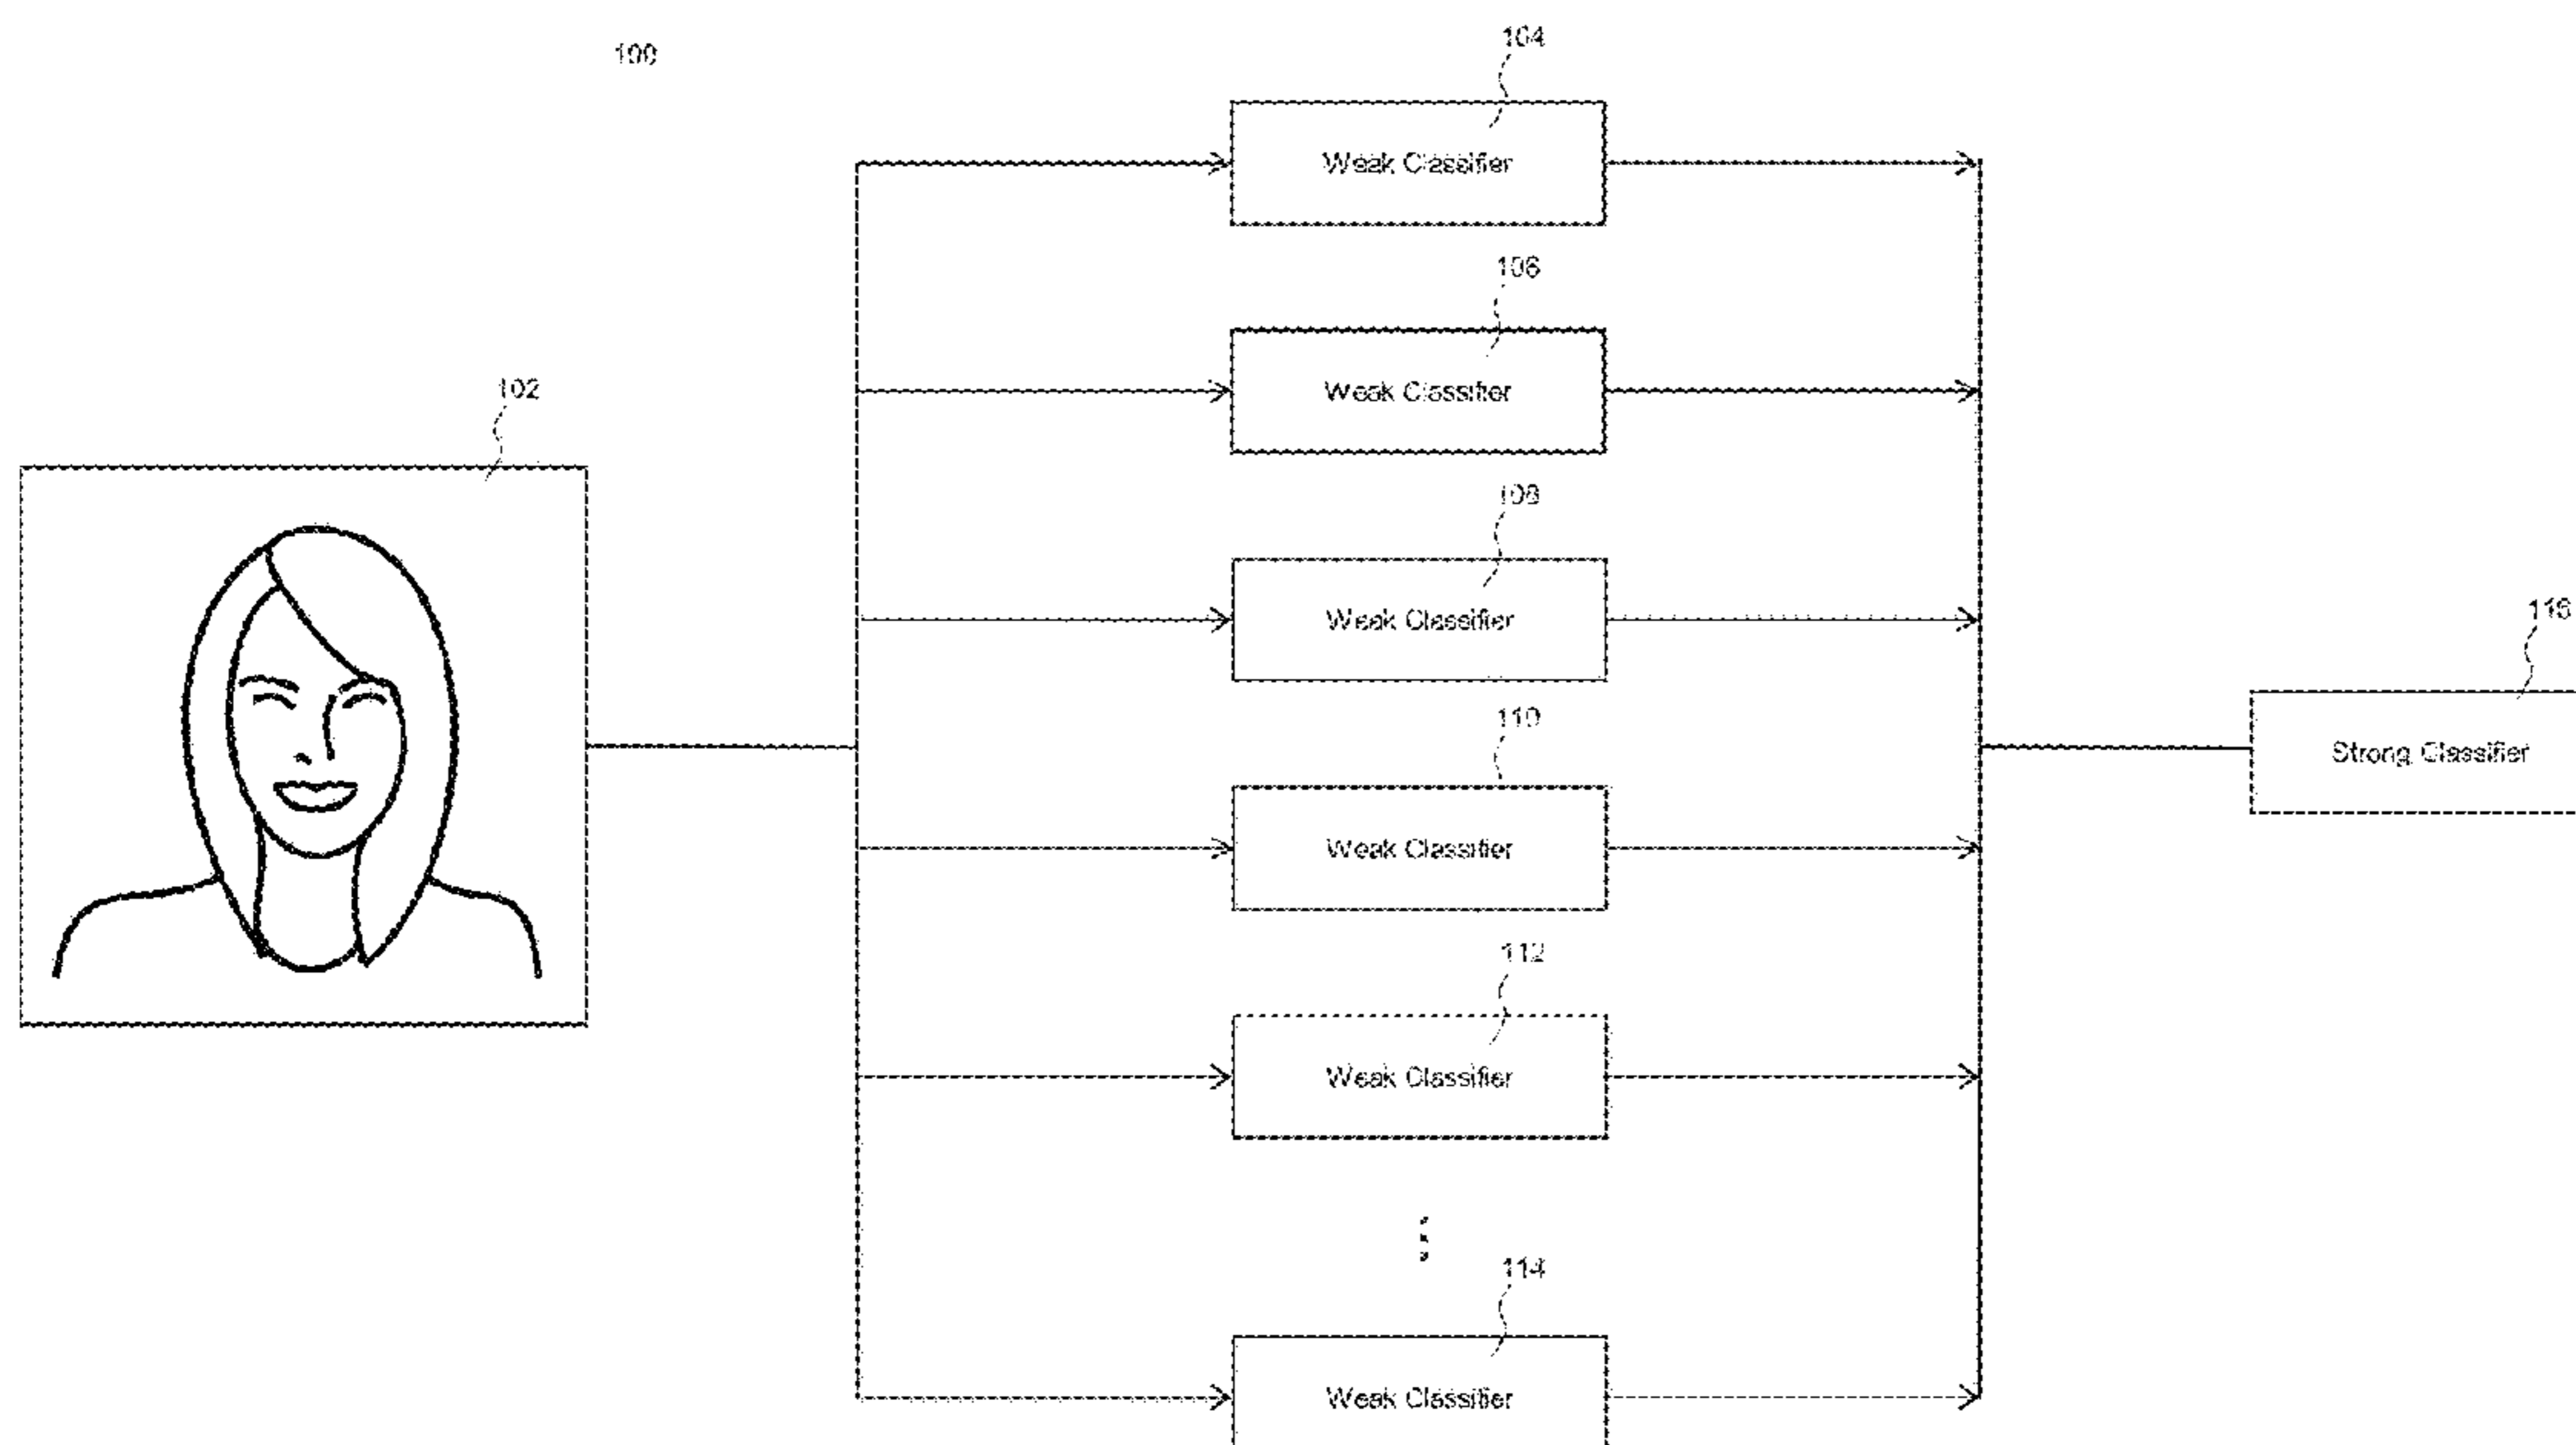 100
104
Weak Classifier
106
Weak Classifier
102
108
Weak Classifier
116
Strong Classifier
110
Weak Classifier
112
Weak Classifier
114
Weak Classifier